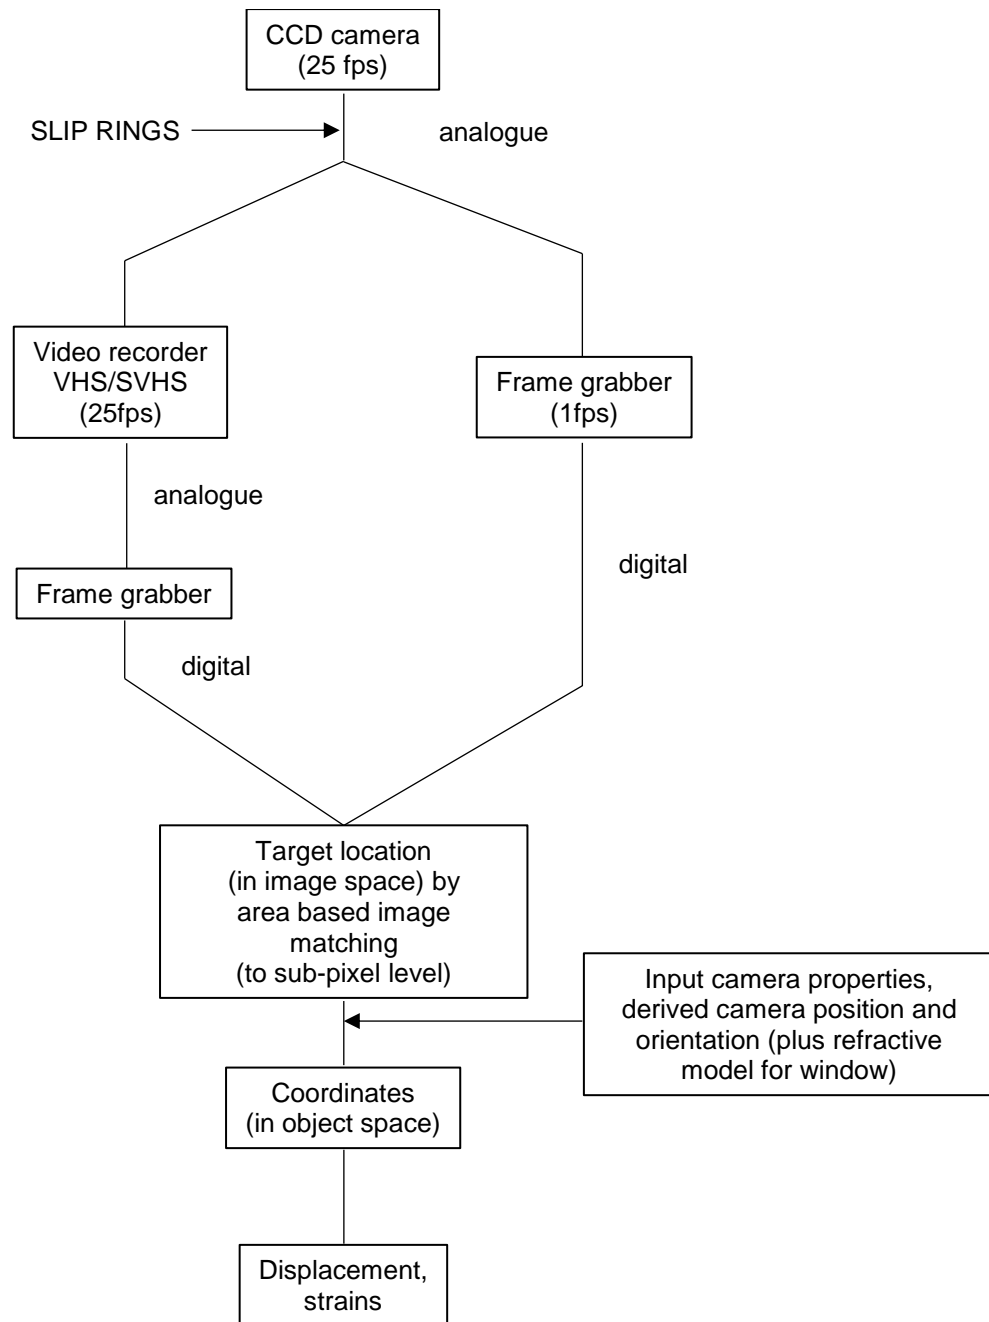 CCD camera
(25 fps)
SLIP RINGS
analogue
Video recorder
VHS/SVHS
(25fps)
Frame grabber
(1fps)
analogue
digital
Frame grabber
digital
Target location
(in image space) by
area based image
matching
(to sub-pixel level)
Input camera properties,
derived camera position and
orientation (plus refractive
model for window)
Coordinates
(in object space)
Displacement,
strains